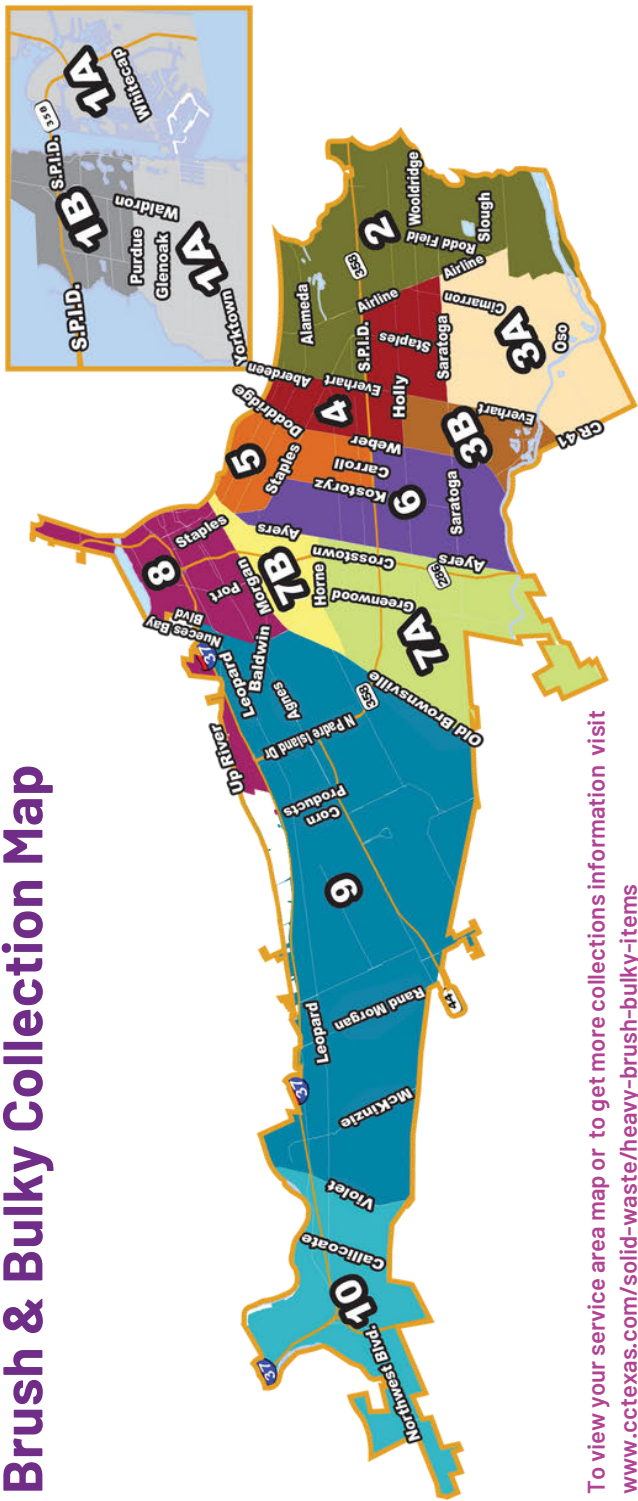 Brush & Bulky Collection Map
37
10
Northwest Blvd.
Callicoate
Violet
McKinzie
37
Leopard
Rand Morgan
44
9
Corn
Products
Up River
N Padre Island Dr
358
Old Brownsville
Agnes
Leopard
Baldwin
37
Nueces Bay
Blvd
8
Port
Staples
Morgan
7B
Horne
7A
Greenwood
Crosstown
286
Ayers
Ayers
5
Staples
Doddridge
Kostoryz
Carroll
6
Saratoga
Weber
4
Aberdeen
Everhart
Holly
3B
Everhart
CR 41
Alameda
S.P.I.D.
Airline
Staples
Saratoga
3A
Oso
Cimarron
Airline
358
2
Rodd Field
Wooldridge
Slough
S.P.I.D.
1B
S.P.I.D.
358
1A
Whitecap
Waldron
Purdue
Glenoak
1A
Yorktown
To view your service area map or to get more collections information visit
www.cctexas.com/solid-waste/heavy-brush-bulky-items